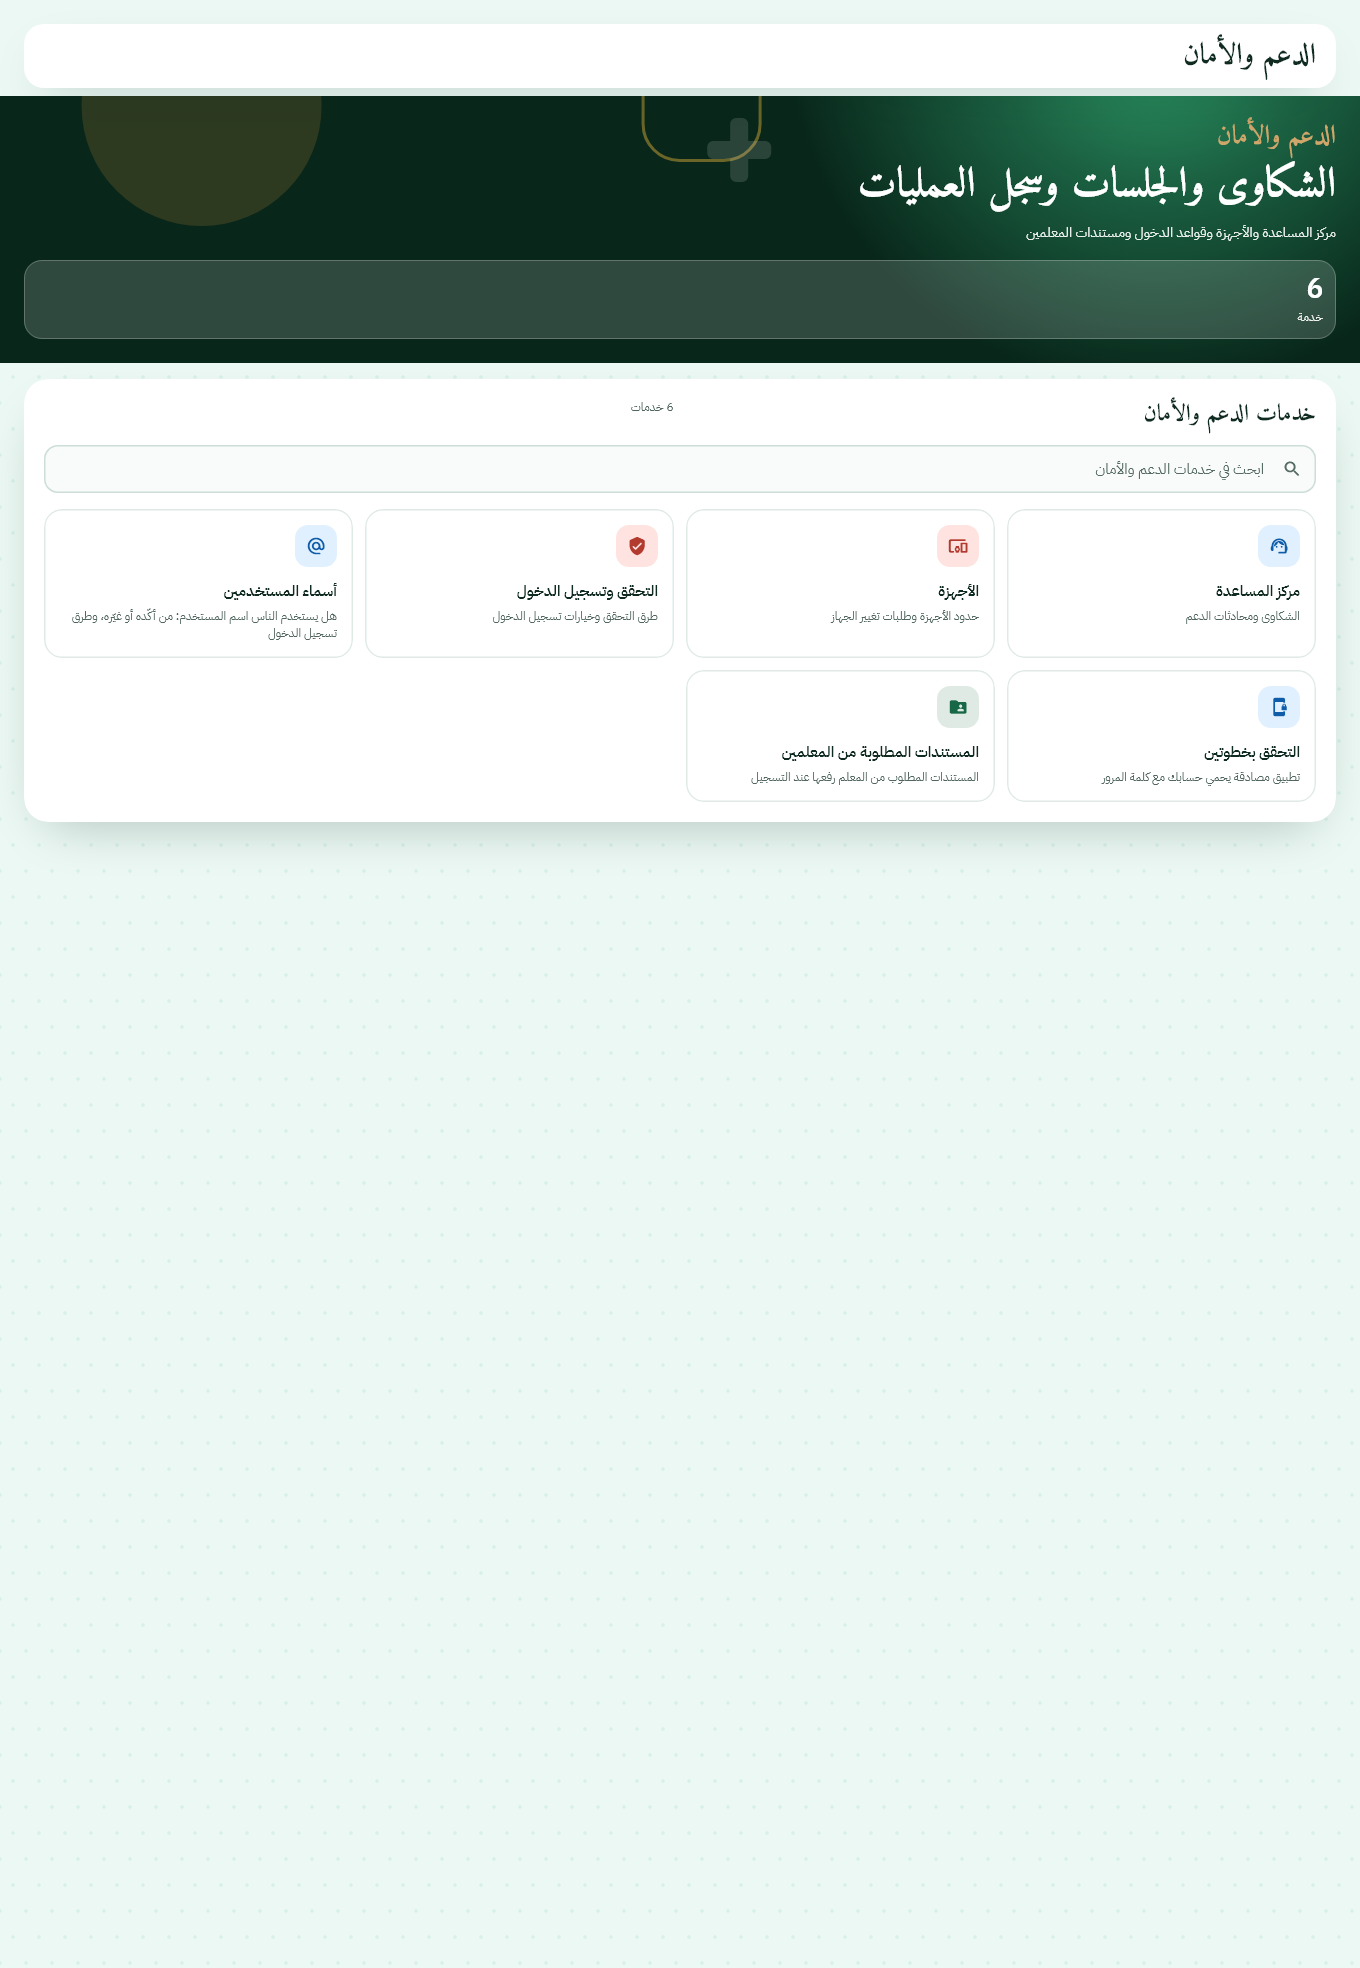 الدعم والأمان
الدعم والأمان
الشكاوى والجلسات وسجل العمليات
مركز المساعدة والأجهزة وقواعد الدخول ومستندات المعلمين
6
خدمة
خدمات الدعم والأمان
6 خدمات
ابحث في خدمات الدعم والأمان
مركز المساعدة
الشكاوى ومحادثات الدعم
الأجهزة
حدود الأجهزة وطلبات تغيير الجهاز
التحقق وتسجيل الدخول
طرق التحقق وخيارات تسجيل الدخول
أسماء المستخدمين
هل يستخدم الناس اسم المستخدم: من أكّده أو غيّره، وطرق
تسجيل الدخول
التحقق بخطوتين
تطبيق مصادقة يحمي حسابك مع كلمة المرور
المستندات المطلوبة من المعلمين
المستندات المطلوب من المعلم رفعها عند التسجيل